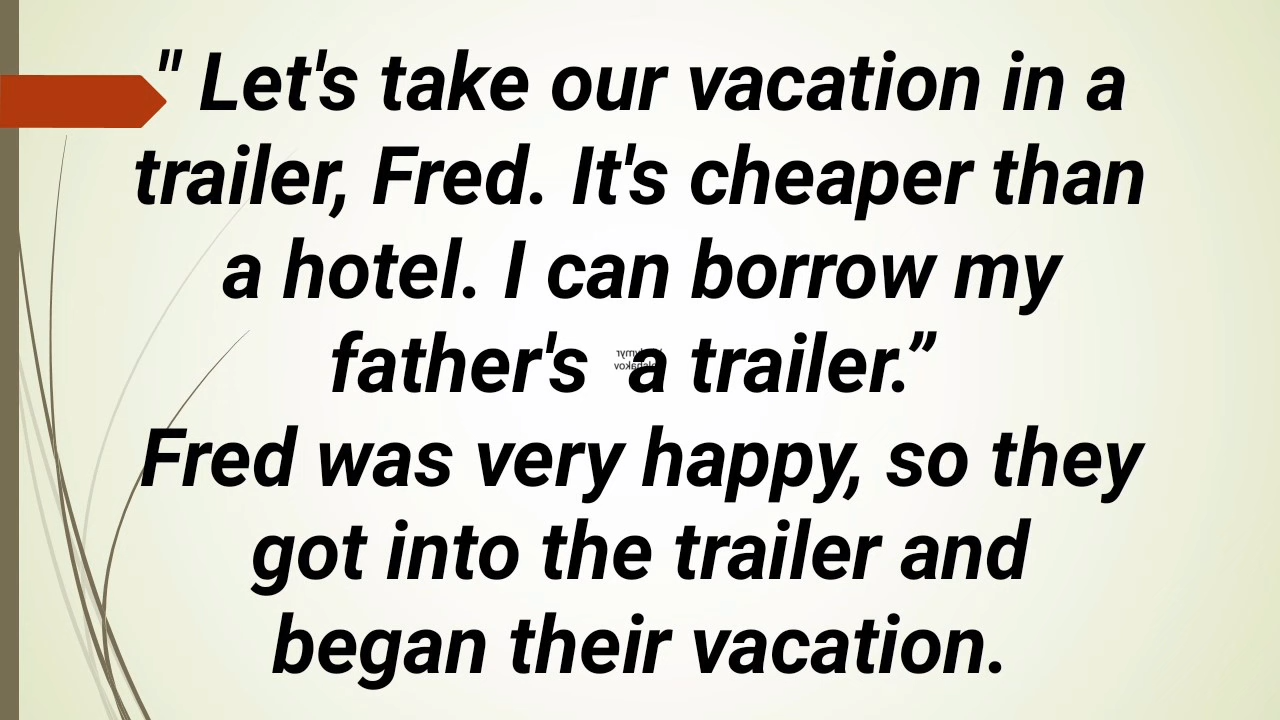 " Let's take our vacation in a
trailer, Fred. It's cheaper than
a hotel. I can borrow my
father's a trailer.”
Fred was very happy, so they
got into the trailer and
began their vacation.